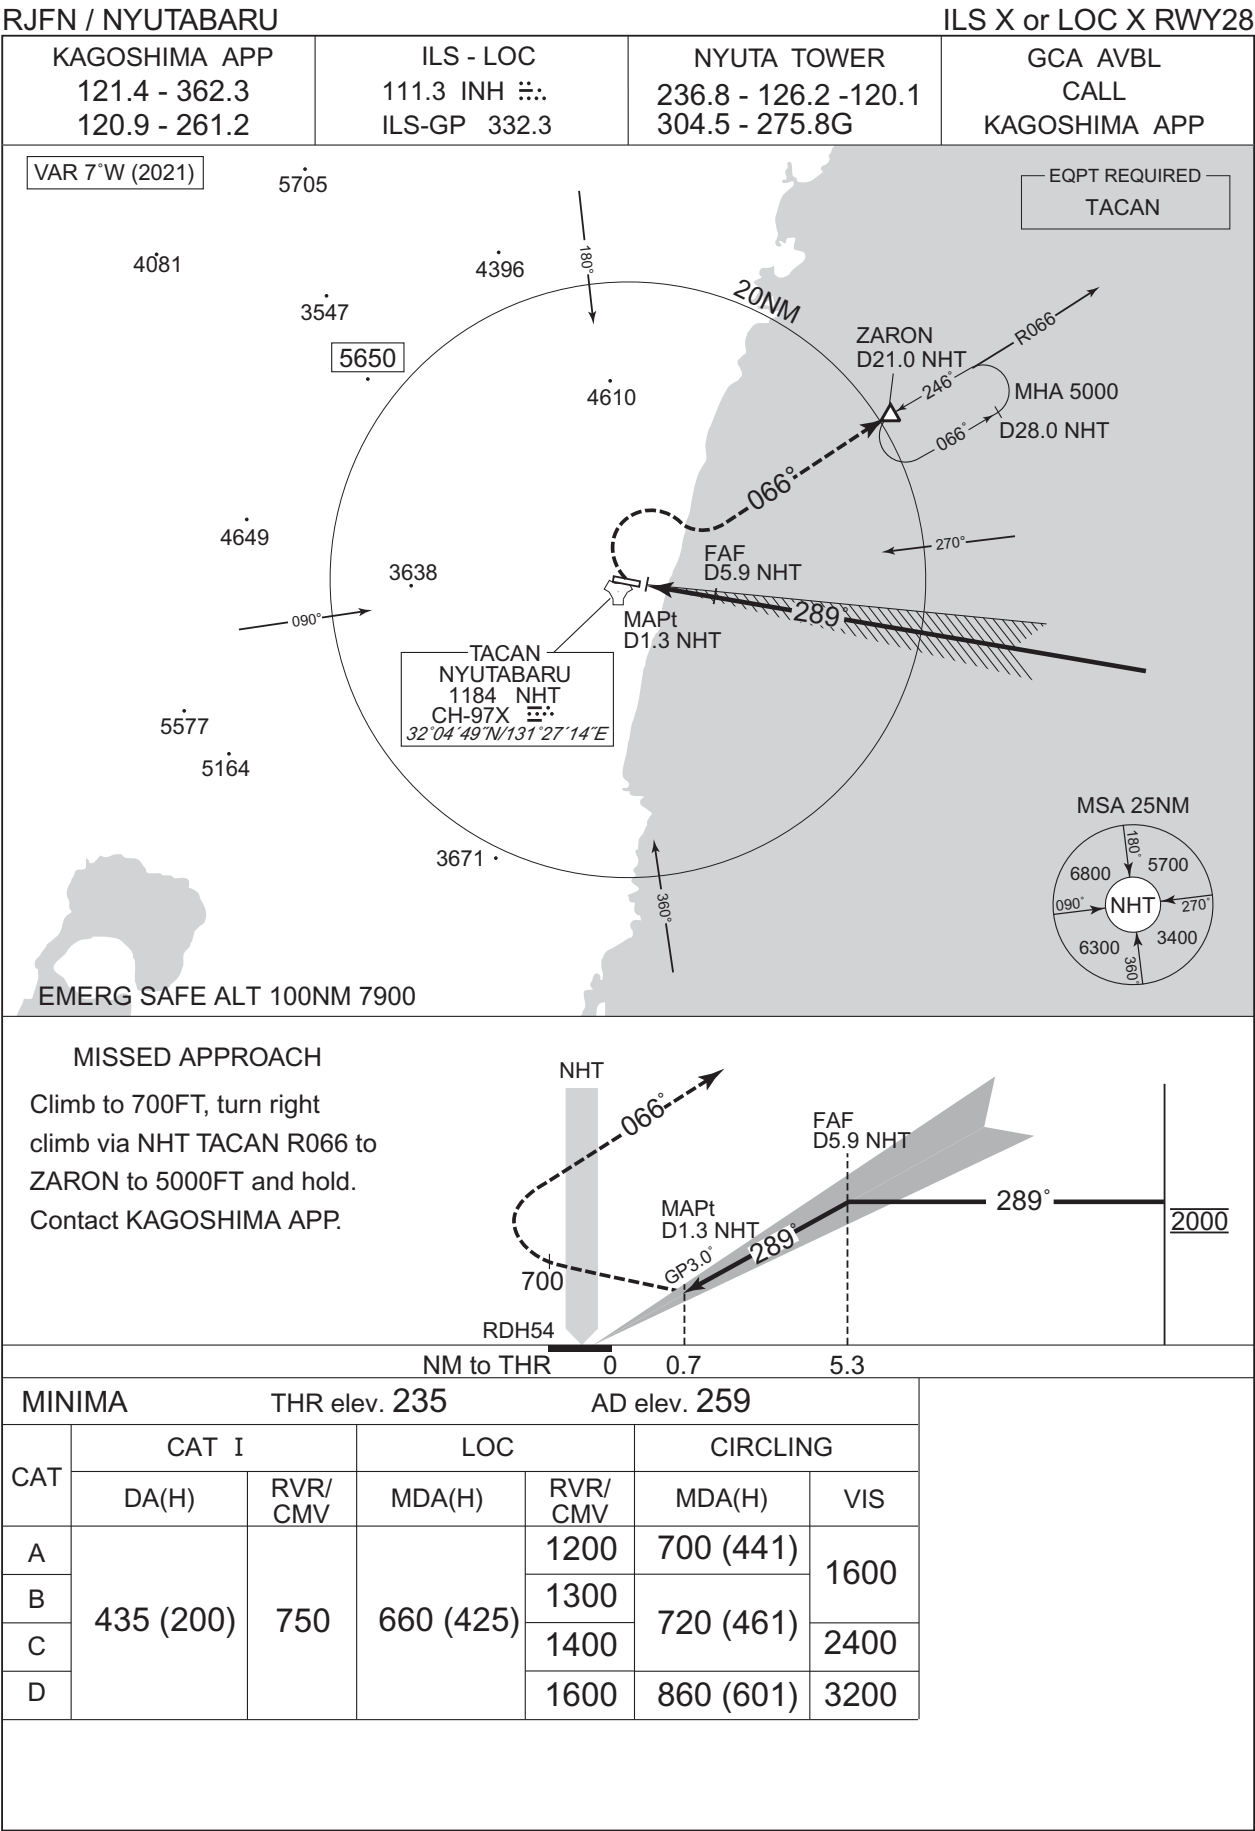 RJFN / NYUTABARU
ILS X or LOC X RWY28
KAGOSHIMA APP
121.4 - 362.3
120.9 - 261.2
ILS - LOC
111.3 INH
ILS-GP 332.3
NYUTA TOWER
236.8 - 126.2 -120.1
304.5 - 275.8G
GCA AVBL
CALL
KAGOSHIMA APP
VAR 7˚W (2021)
EQPT REQUIRED
TACAN
5705
4081
4396
180˚
3547
20NM
5650
4610
ZARON
D21.0 NHT
R066
246˚
MHA 5000
066˚
D28.0 NHT
066°
4649
270˚
3638
FAF
D5.9 NHT
289°
090˚
MAPt
D1.3 NHT
TACAN
NYUTABARU
1184 NHT
CH-97X
32˚04´49˝N/131˚27´14˝E
5577
5164
3671
360˚
MSA 25NM
180˚
6800
5700
090˚
NHT
270˚
6300
3400
360˚
EMERG SAFE ALT 100NM 7900
MISSED APPROACH
Climb to 700FT, turn right
climb via NHT TACAN R066 to
ZARON to 5000FT and hold.
Contact KAGOSHIMA APP.
NHT
066˚
FAF
D5.9 NHT
MAPt
D1.3 NHT
289˚
289˚
GP3.0˚
2000
700
RDH54
NM to THR 0 0.7 5.3
MINIMA THR elev. 235 AD elev. 259
CAT
CAT I
LOC
CIRCLING
DA(H)
RVR/
CMV
MDA(H)
RVR/
CMV
MDA(H)
VIS
A
B
C
D
435 (200)
750
660 (425)
1200
1300
1400
1600
700 (441)
720 (461)
860 (601)
1600
2400
3200